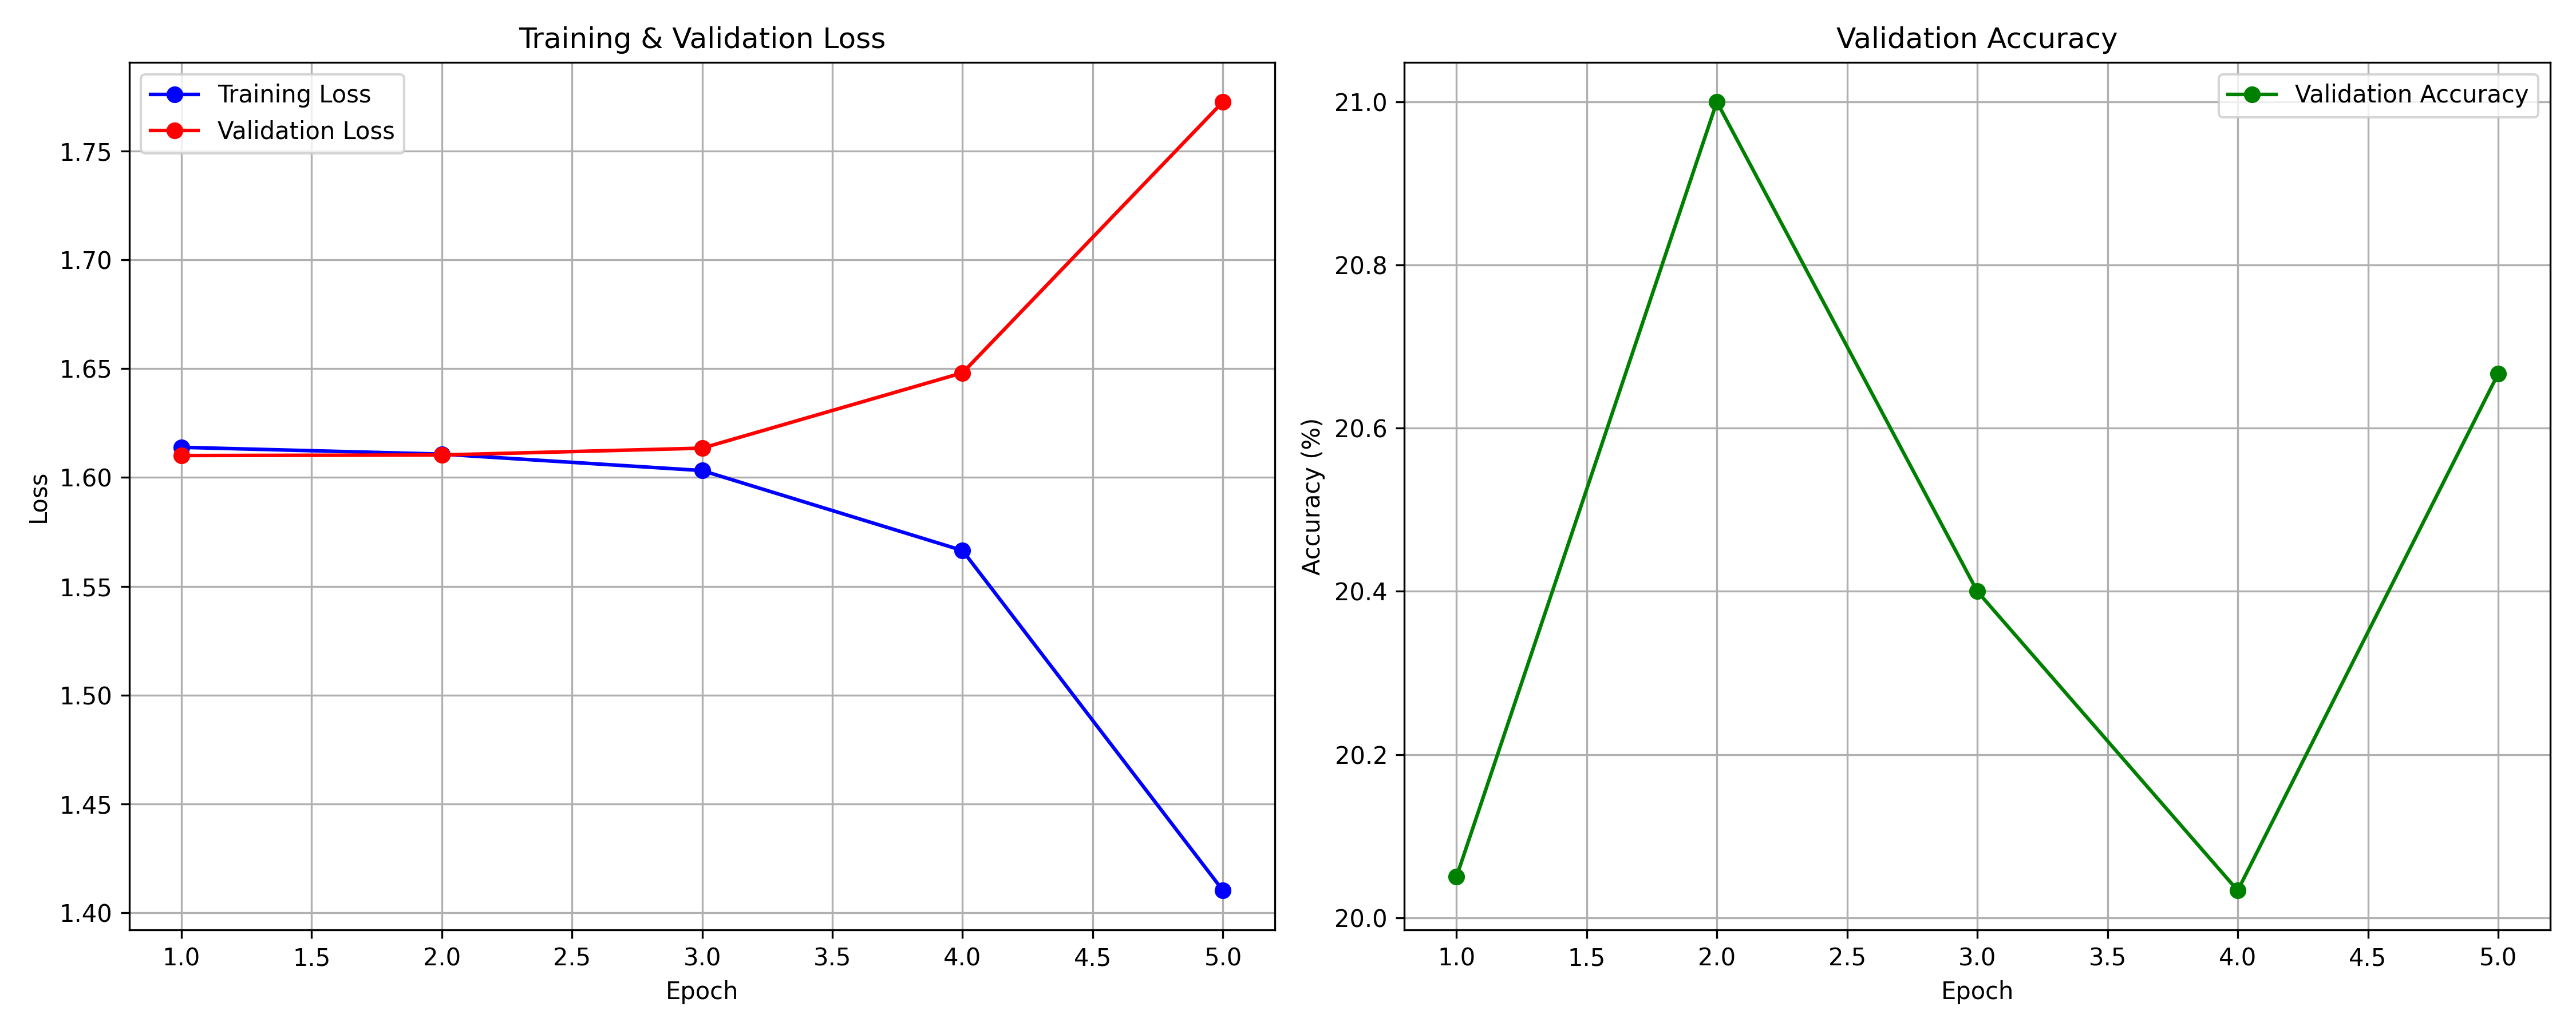 Training & Validation Loss
Training Loss
Validation Loss
1.75
1.70
1.65
1.60
1.55
1.50
1.45
1.40
Loss
1.0 1.5 2.0 2.5 3.0 3.5 4.0 4.5 5.0
Epoch
Validation Accuracy
Validation Accuracy
21.0
20.8
20.6
20.4
20.2
20.0
Accuracy (%)
1.0 1.5 2.0 2.5 3.0 3.5 4.0 4.5 5.0
Epoch